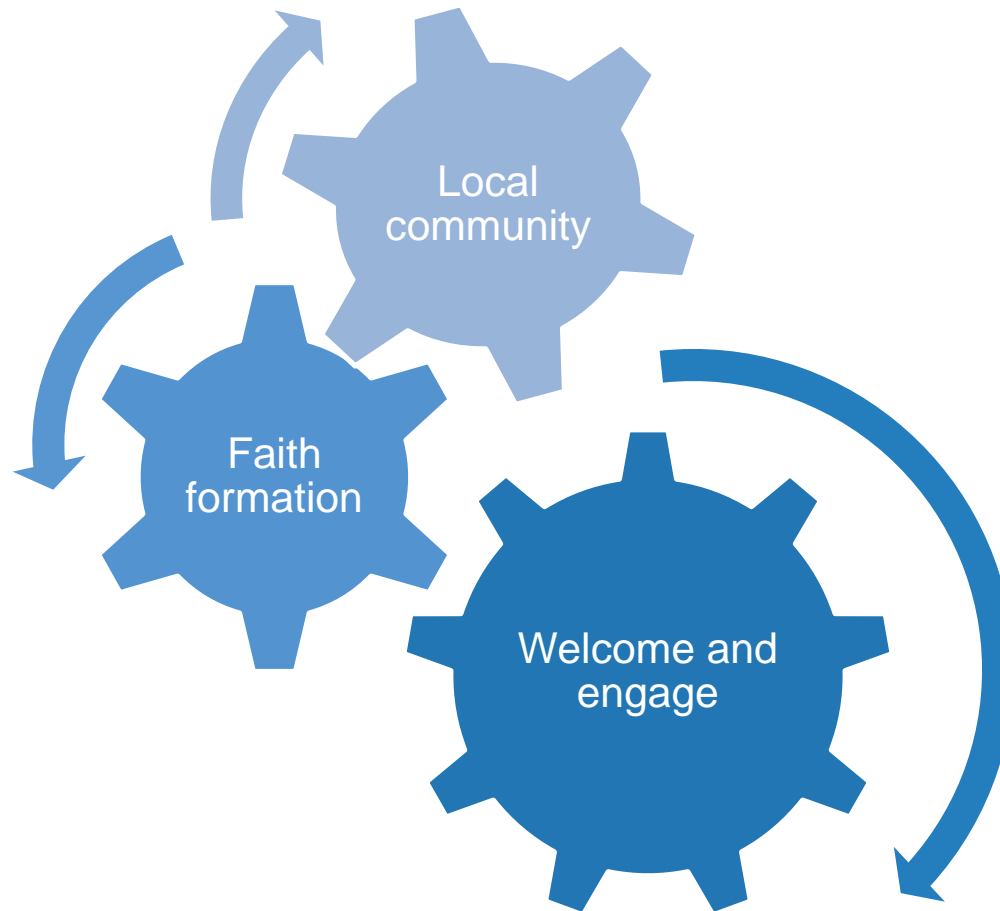 Local
community
Faith
formation
Welcome and
engage